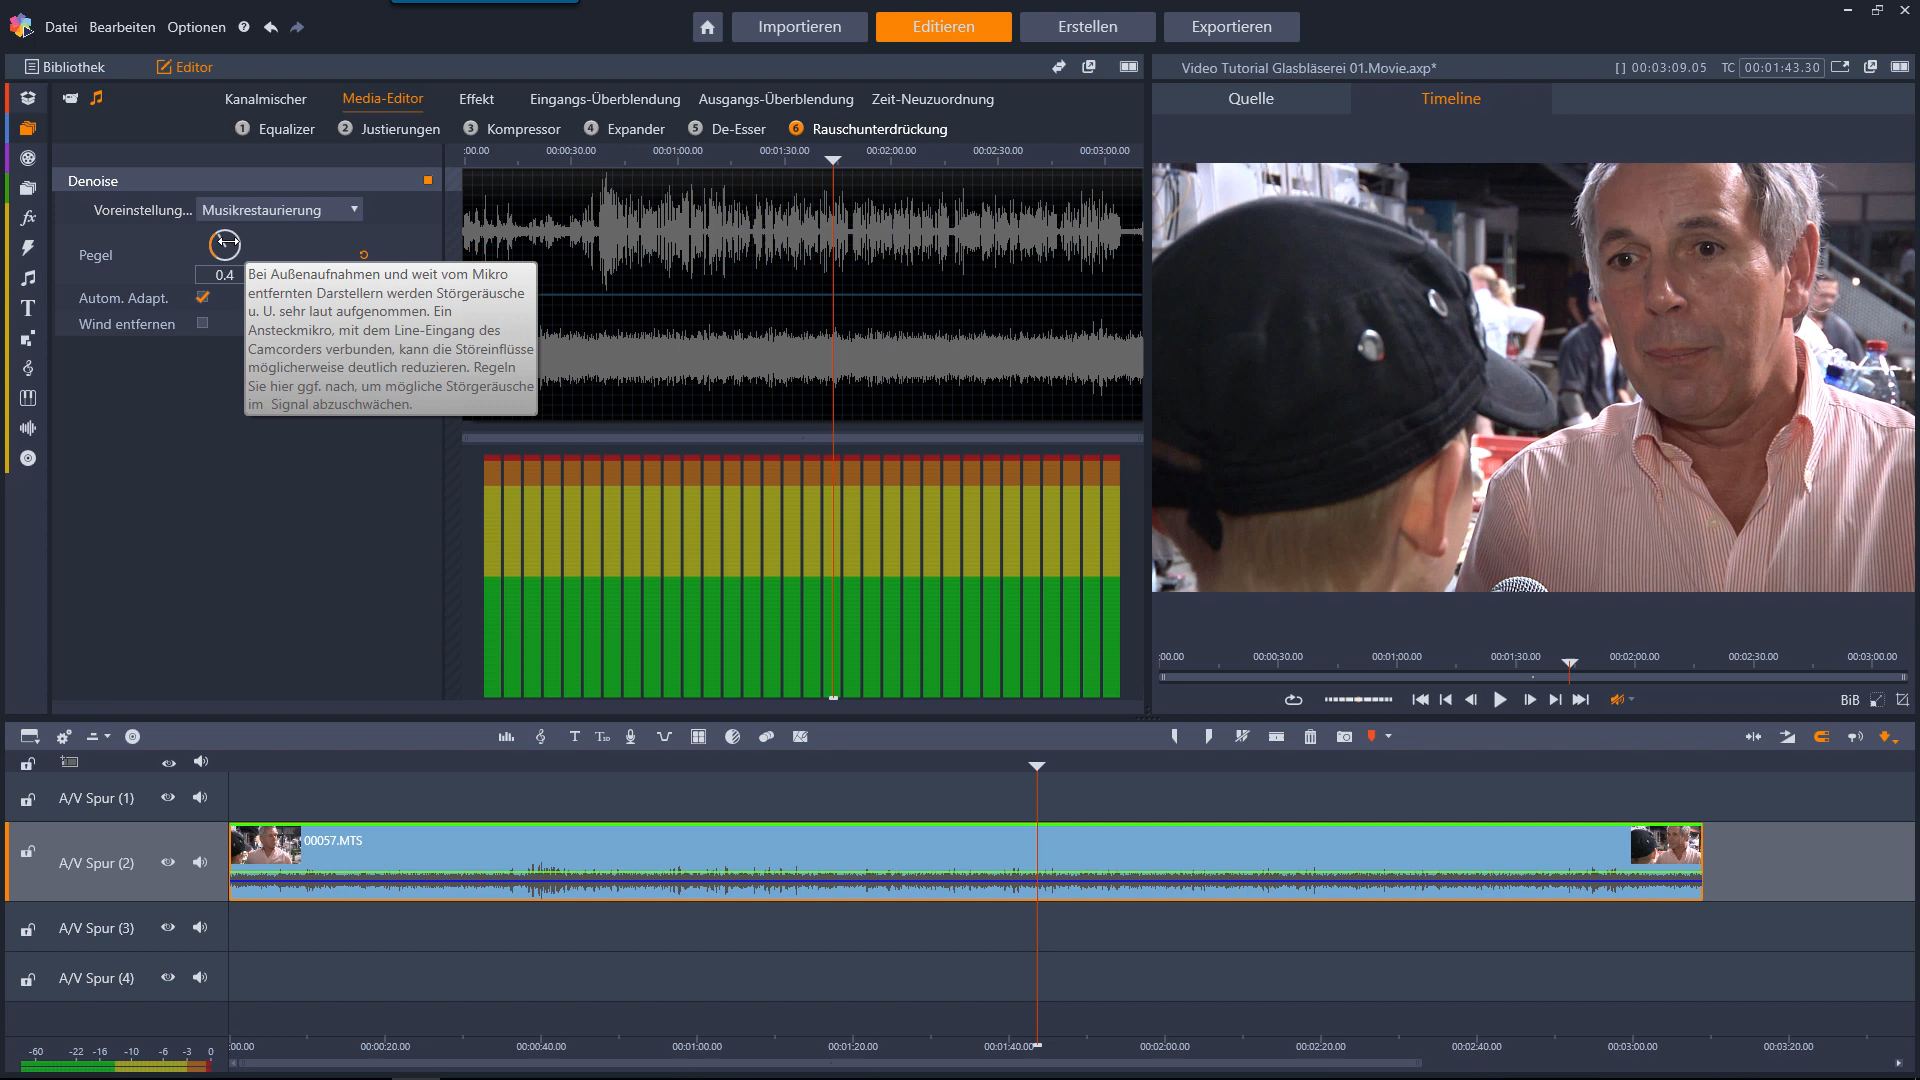 Datei Bearbeiten Optionen ?
Importieren Editieren Erstellen Exportieren
Bibliothek Editor
Video Tutorial Glasbläserei 01.Movie.axp* [] 00:03:09.05 TC 00:01:43.30
Kanalmischer Media-Editor Effekt Eingangs-Überblendung Ausgangs-Überblendung Zeit-Neuzuordnung
Quelle Timeline
1 Equalizer 2 Justierungen 3 Kompressor 4 Expander 5 De-Esser 6 Rauschunterdrückung
:00.00 00:00:30.00 00:01:00.00 00:01:30.00 00:02:00.00 00:02:30.00 00:03:00.00
Denoise
Voreinstellung... Musikrestaurierung
Pegel
0.4
Autom. Adapt.
Wind entfernen
Bei Außenaufnahmen und weit vom Mikro
entfernten Darstellern werden Störgeräusche
u. U. sehr laut aufgenommen. Ein
Ansteckmikro, mit dem Line-Eingang des
Camcorders verbunden, kann die Störeinflüsse
möglicherweise deutlich reduzieren. Regeln
Sie hier ggf. nach, um mögliche Störgeräusche
im Signal abzuschwächen.
:00.00 00:00:30.00 00:01:00.00 00:01:30.00 00:02:00.00 00:02:30.00 00:03:00.00
BiB
A/V Spur (1)
00057.MTS
A/V Spur (2)
A/V Spur (3)
A/V Spur (4)
-60 -22 -16 -10 -6 -3 0
:00.00 00:00:20.00 00:00:40.00 00:01:00.00 00:01:20.00 00:01:40.00 00:02:00.00 00:02:20.00 00:02:40.00 00:03:00.00 00:03:20.00